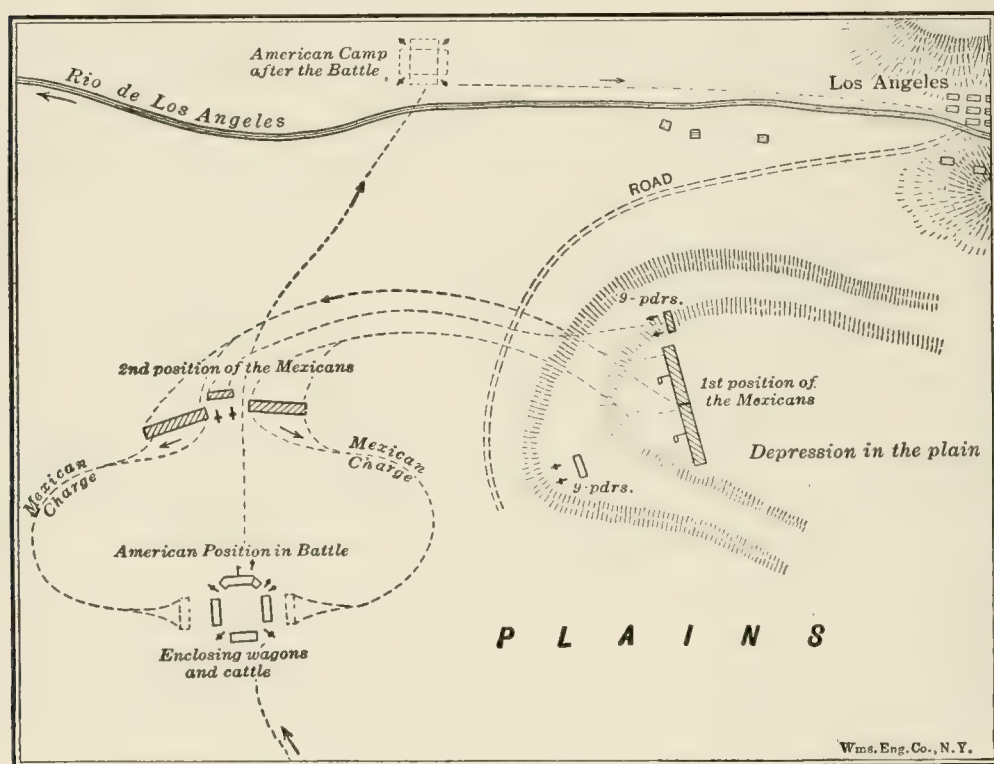 American Camp
after the Battle
Rio de Los Angeles
Los Angeles
ROAD
9-pdrs.
2nd position of the Mexicans
1st position of
the Mexicans
Mexican
Charge
Mexican
Charge
Depression in the plain
9-pdrs.
American Position in Battle
PLAINS
Enclosing wagons
and cattle
Wms. Eng. Co., N.Y.